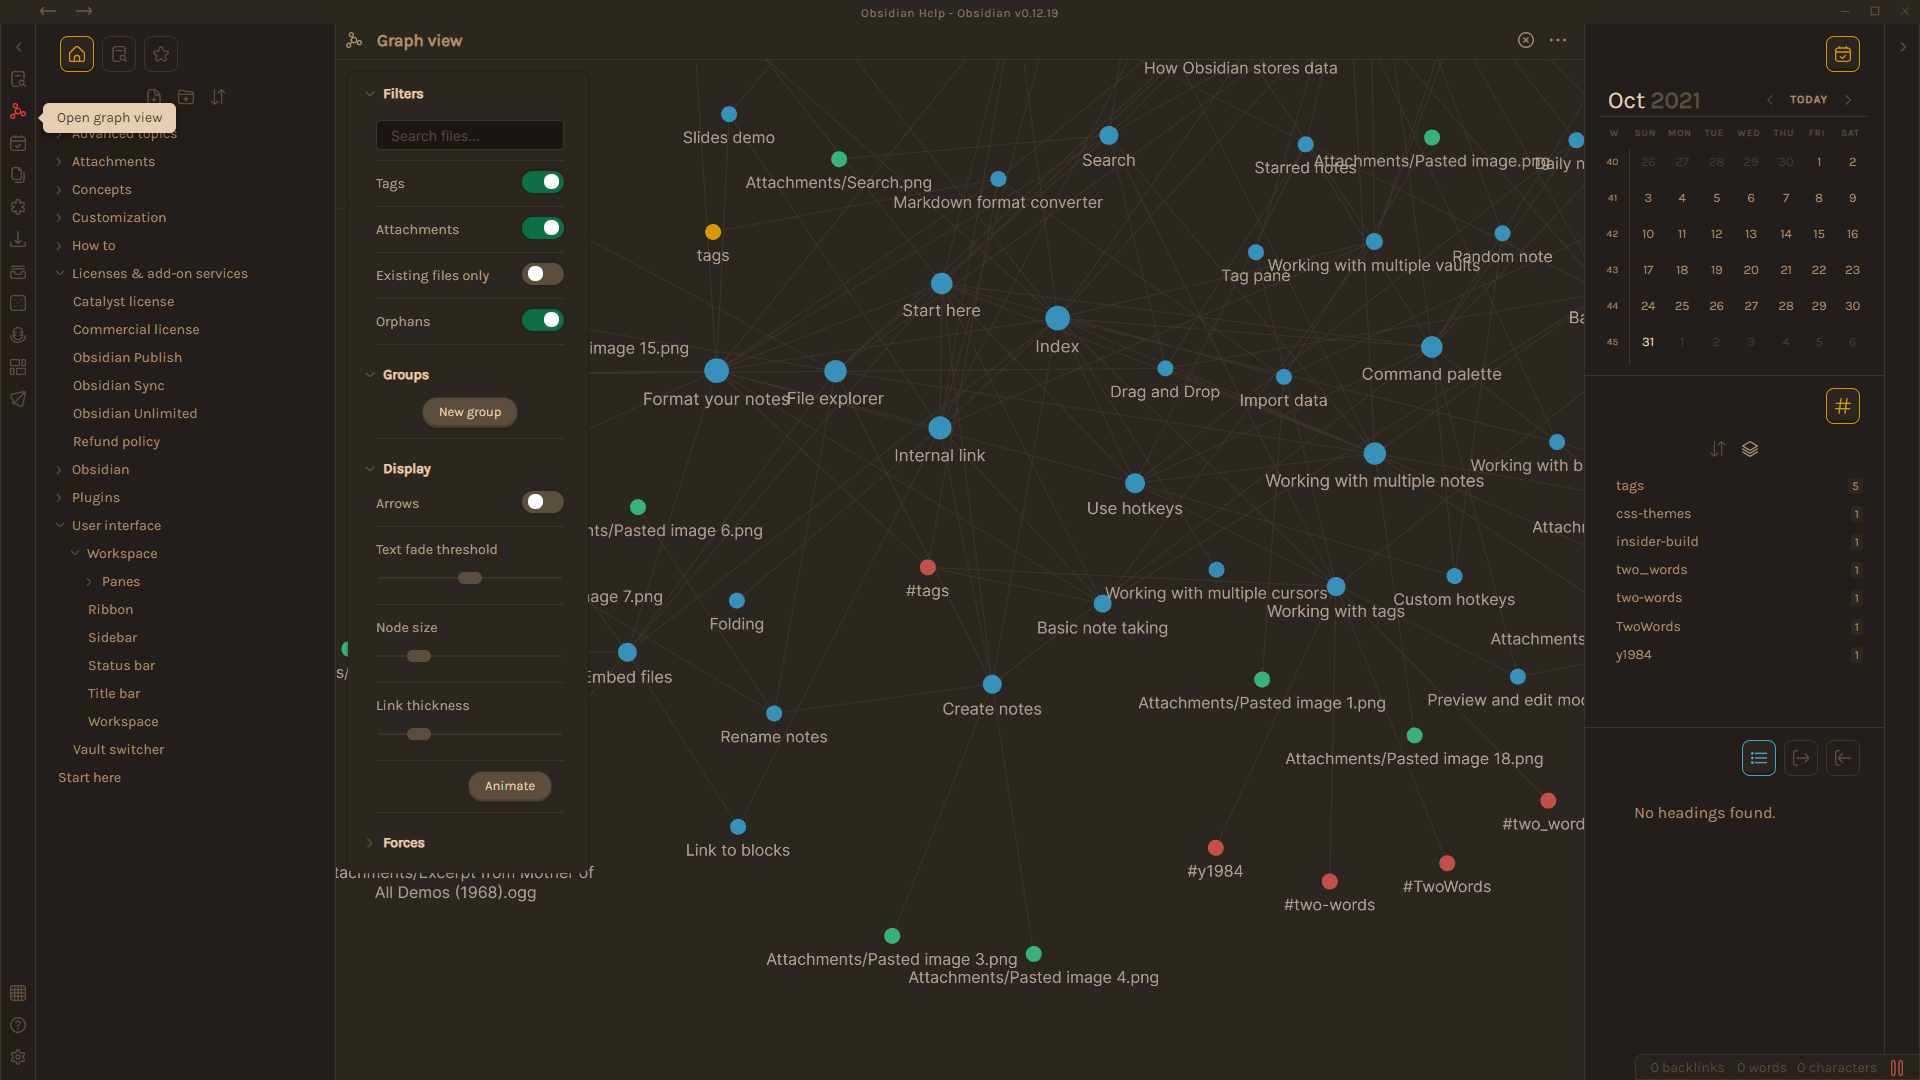 Obsidian Help - Obsidian v0.12.19
Open graph view
Advanced topics
Attachments
Concepts
Customization
How to
Licenses & add-on services
Catalyst license
Commercial license
Obsidian Publish
Obsidian Sync
Obsidian Unlimited
Refund policy
Obsidian
Plugins
User interface
Workspace
Panes
Ribbon
Sidebar
Status bar
Title bar
Workspace
Vault switcher
Start here
Graph view
Filters
Search files...
Tags
Attachments
Existing files only
Orphans
Groups
New group
Display
Arrows
Text fade threshold
Node size
Link thickness
Animate
Forces
How Obsidian stores data
Slides demo
Search
Attachments/Search.png
Starred notes
Attachments/Pasted image.png
Daily n
Markdown format converter
tags
Tag pane
Working with multiple vaults
Random note
Start here
Index
Ba
image 15.png
Format your notes
File explorer
Drag and Drop
Import data
Command palette
Internal link
Working with multiple notes
Working with b
Use hotkeys
nts/Pasted image 6.png
Attachn
#tags
Working with multiple cursors
Working with tags
Custom hotkeys
age 7.png
Folding
Basic note taking
Attachments
s/
Embed files
Create notes
Attachments/Pasted image 1.png
Preview and edit mod
Rename notes
Attachments/Pasted image 18.png
#two_word
Link to blocks
#y1984
#two-words
#TwoWords
tachments/Excerpt from Mother of
All Demos (1968).ogg
Attachments/Pasted image 3.png
Attachments/Pasted image 4.png
Oct 2021
TODAY
W SUN MON TUE WED THU FRI SAT
40 26 27 28 29 30 1 2
41 3 4 5 6 7 8 9
42 10 11 12 13 14 15 16
43 17 18 19 20 21 22 23
44 24 25 26 27 28 29 30
45 31 1 2 3 4 5 6
tags 5
css-themes 1
insider-build 1
two_words 1
two-words 1
TwoWords 1
y1984 1
No headings found.
0 backlinks 0 words 0 characters